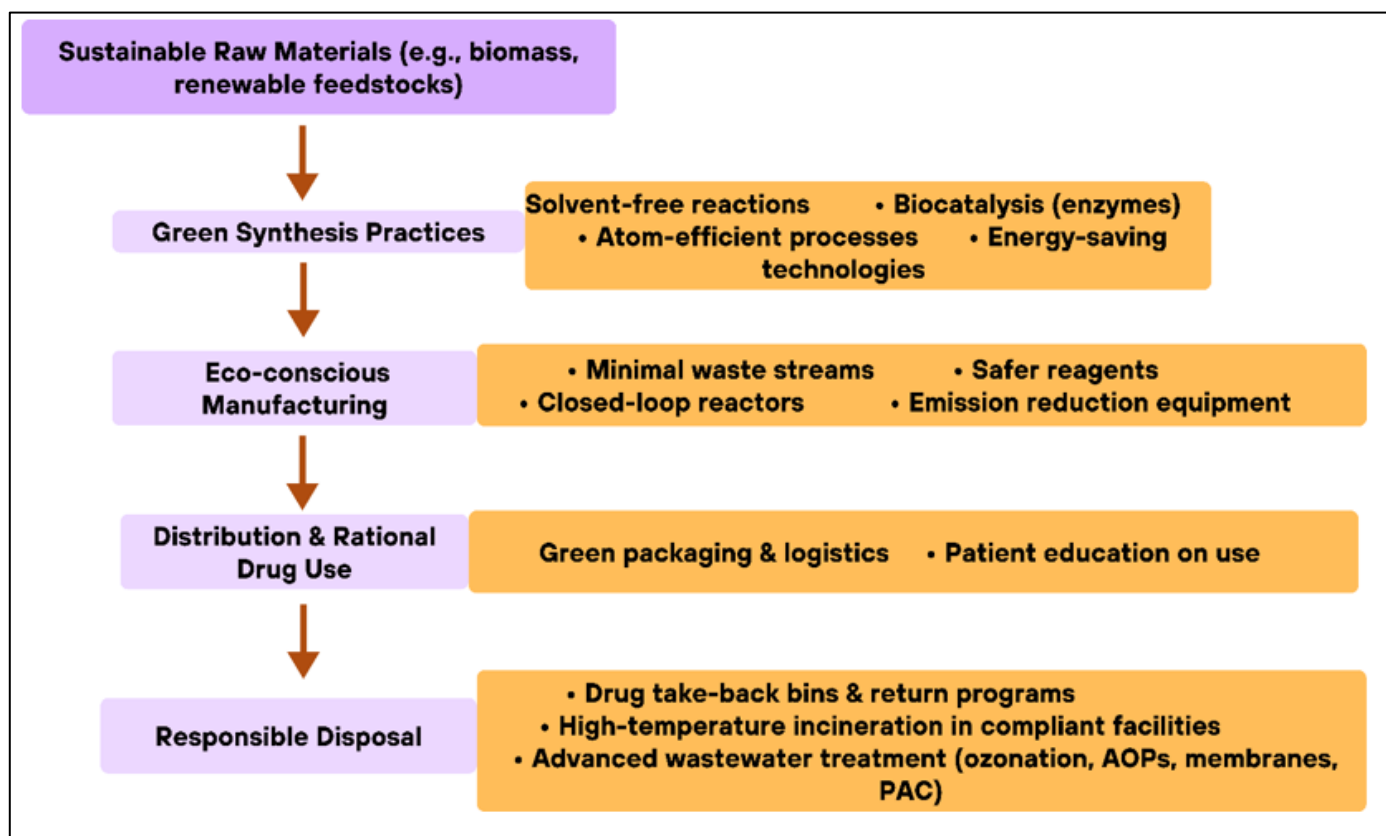 Sustainable Raw Materials (e.g., biomass,
renewable feedstocks)
Green Synthesis Practices
Solvent-free reactions • Biocatalysis (enzymes)
• Atom-efficient processes • Energy-saving
technologies
Eco-conscious
Manufacturing
• Minimal waste streams • Safer reagents
• Closed-loop reactors • Emission reduction equipment
Distribution & Rational
Drug Use
Green packaging & logistics • Patient education on use
Responsible Disposal
• Drug take-back bins & return programs
• High-temperature incineration in compliant facilities
• Advanced wastewater treatment (ozonation, AOPs, membranes,
PAC)